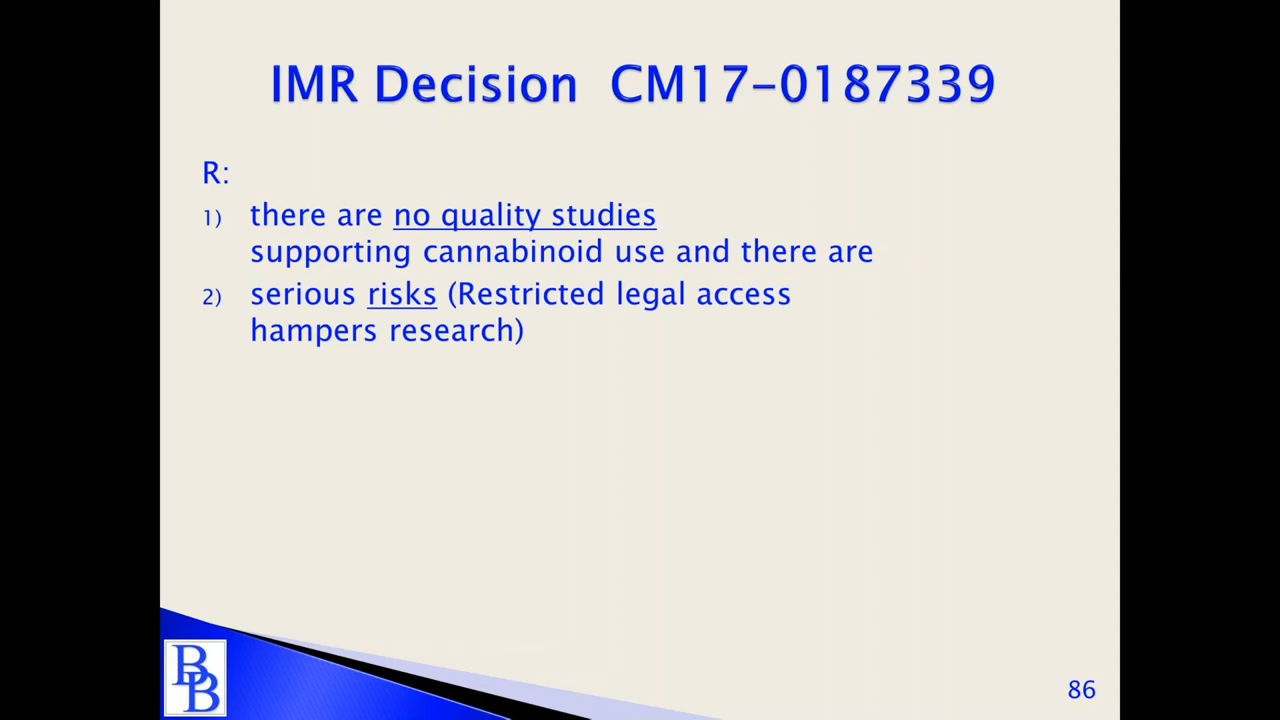 IMR Decision CM17-0187339
R:
1) there are no quality studies
supporting cannabinoid use and there are
2) serious risks (Restricted legal access
hampers research)
BB
86